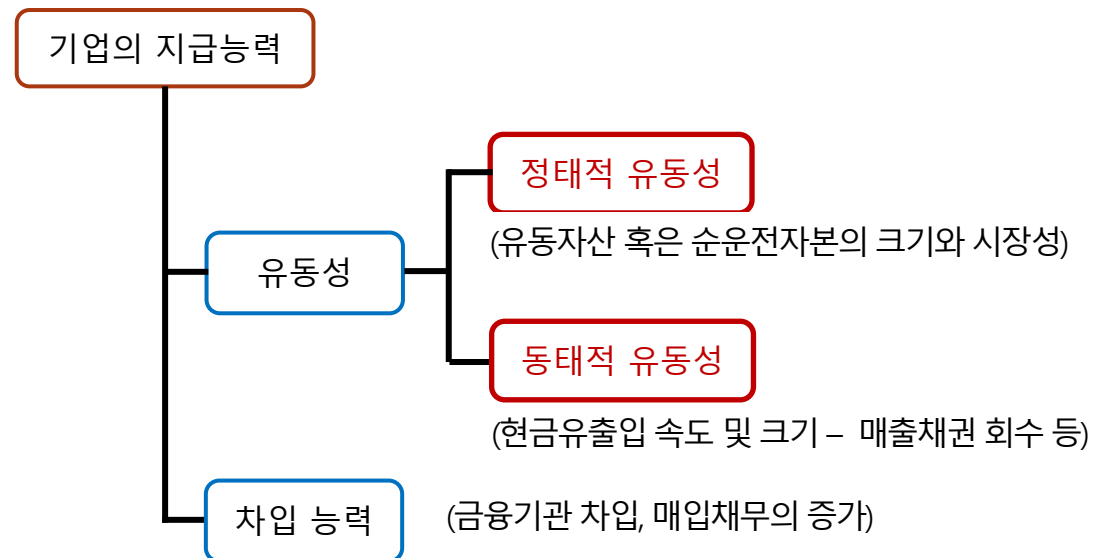 기업의 지급능력
정태적 유동성
(유동자산 혹은 순운전자본의 크기와 시장성)
유동성
동태적 유동성
(현금유출입 속도 및 크기 – 매출채권 회수 등)
차입 능력
(금융기관 차입, 매입채무의 증가)